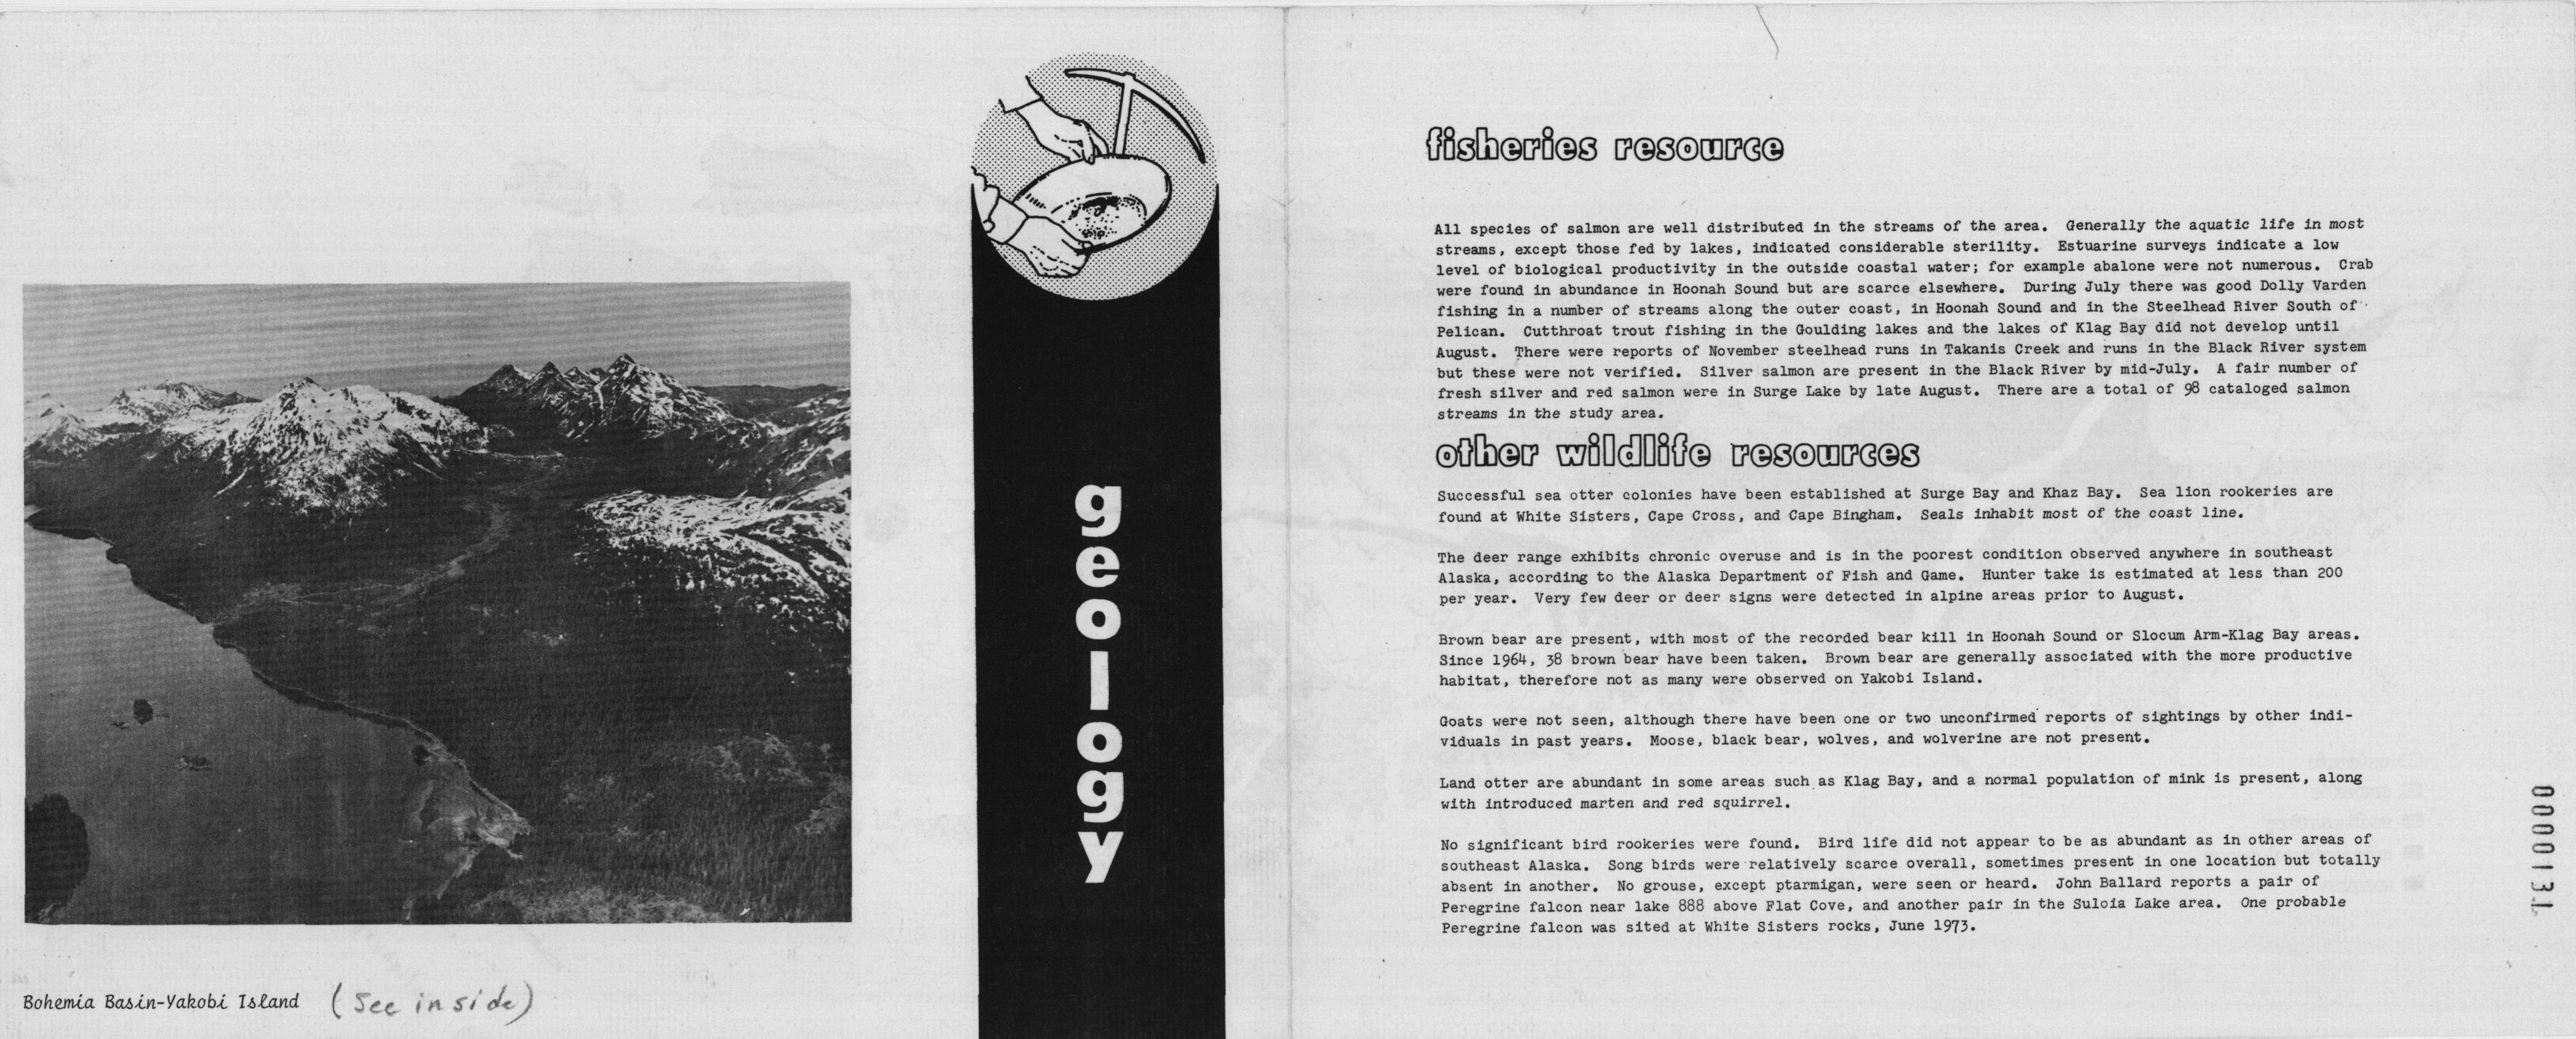 Bohemia Basin-Yakobi Island (See inside)
geology
fisheries resource
All species of salmon are well distributed in the streams of the area. Generally the aquatic life in most
streams, except those fed by lakes, indicated considerable sterility. Estuarine surveys indicate a low
level of biological productivity in the outside coastal water; for example abalone were not numerous. Crab
were found in abundance in Hoonah Sound but are scarce elsewhere. During July there was good Dolly Varden
fishing in a number of streams along the outer coast, in Hoonah Sound and in the Steelhead River South of
Pelican. Cutthroat trout fishing in the Goulding lakes and the lakes of Klag Bay did not develop until
August. There were reports of November steelhead runs in Takanis Creek and runs in the Black River system
but these were not verified. Silver salmon are present in the Black River by mid-July. A fair number of
fresh silver and red salmon were in Surge Lake by late August. There are a total of 98 cataloged salmon
streams in the study area.
other wildlife resources
Successful sea otter colonies have been established at Surge Bay and Khaz Bay. Sea lion rookeries are
found at White Sisters, Cape Cross, and Cape Bingham. Seals inhabit most of the coast line.
The deer range exhibits chronic overuse and is in the poorest condition observed anywhere in southeast
Alaska, according to the Alaska Department of Fish and Game. Hunter take is estimated at less than 200
per year. Very few deer or deer signs were detected in alpine areas prior to August.
Brown bear are present, with most of the recorded bear kill in Hoonah Sound or Slocum Arm-Klag Bay areas.
Since 1964, 38 brown bear have been taken. Brown bear are generally associated with the more productive
habitat, therefore not as many were observed on Yakobi Island.
Goats were not seen, although there have been one or two unconfirmed reports of sightings by other indi-
viduals in past years. Moose, black bear, wolves, and wolverine are not present.
Land otter are abundant in some areas such as Klag Bay, and a normal population of mink is present, along
with introduced marten and red squirrel.
No significant bird rookeries were found. Bird life did not appear to be as abundant as in other areas of
southeast Alaska. Song birds were relatively scarce overall, sometimes present in one location but totally
absent in another. No grouse, except ptarmigan, were seen or heard. John Ballard reports a pair of
Peregrine falcon near lake 888 above Flat Cove, and another pair in the Suloia Lake area. One probable
Peregrine falcon was sited at White Sisters rocks, June 1973.
0000131